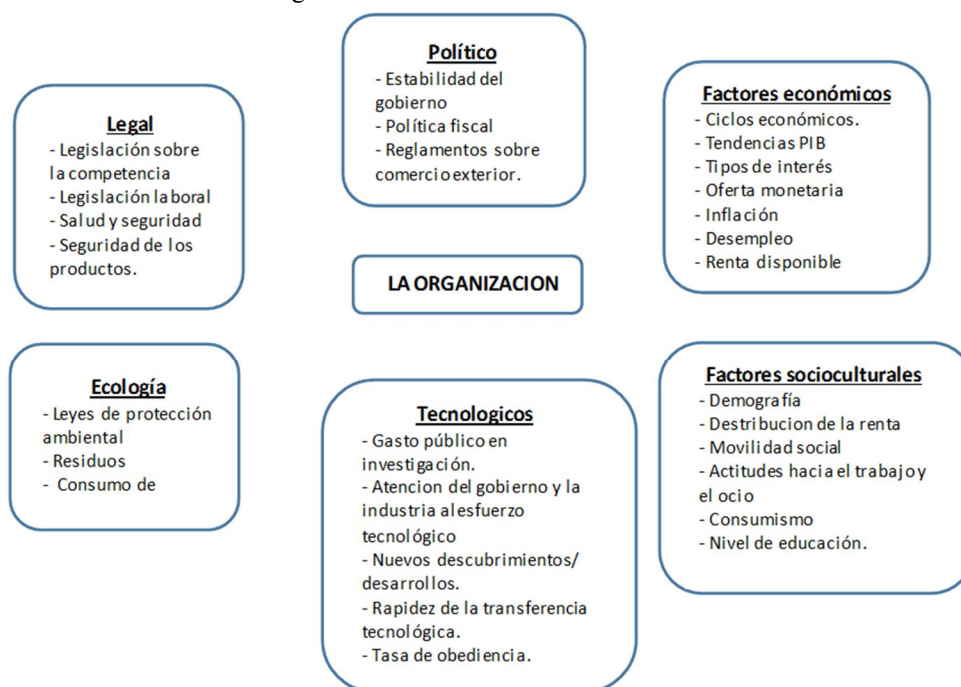 Político
- Estabilidad del
gobierno
- Política fiscal
- Reglamentos sobre
comercio exterior.
Legal
- Legislación sobre
la competencia
- Legislación laboral
- Salud y seguridad
- Seguridad de los
productos.
Factores económicos
- Ciclos económicos.
- Tendencias PIB
- Tipos de interés
- Oferta monetaria
- Inflación
- Desempleo
- Renta disponible
LA ORGANIZACION
Ecología
- Leyes de protección
ambiental
- Residuos
- Consumo de
Tecnologicos
- Gasto público en
investigación.
- Atencion del gobierno y la
industria al esfuerzo
tecnológico
- Nuevos descubrimientos/
desarrollos.
- Rapidez de la transferencia
tecnológica.
- Tasa de obediencia.
Factores socioculturales
- Demografía
- Destribucion de la renta
- Movilidad social
- Actitudes hacia el trabajo y
el ocio
- Consumismo
- Nivel de educación.